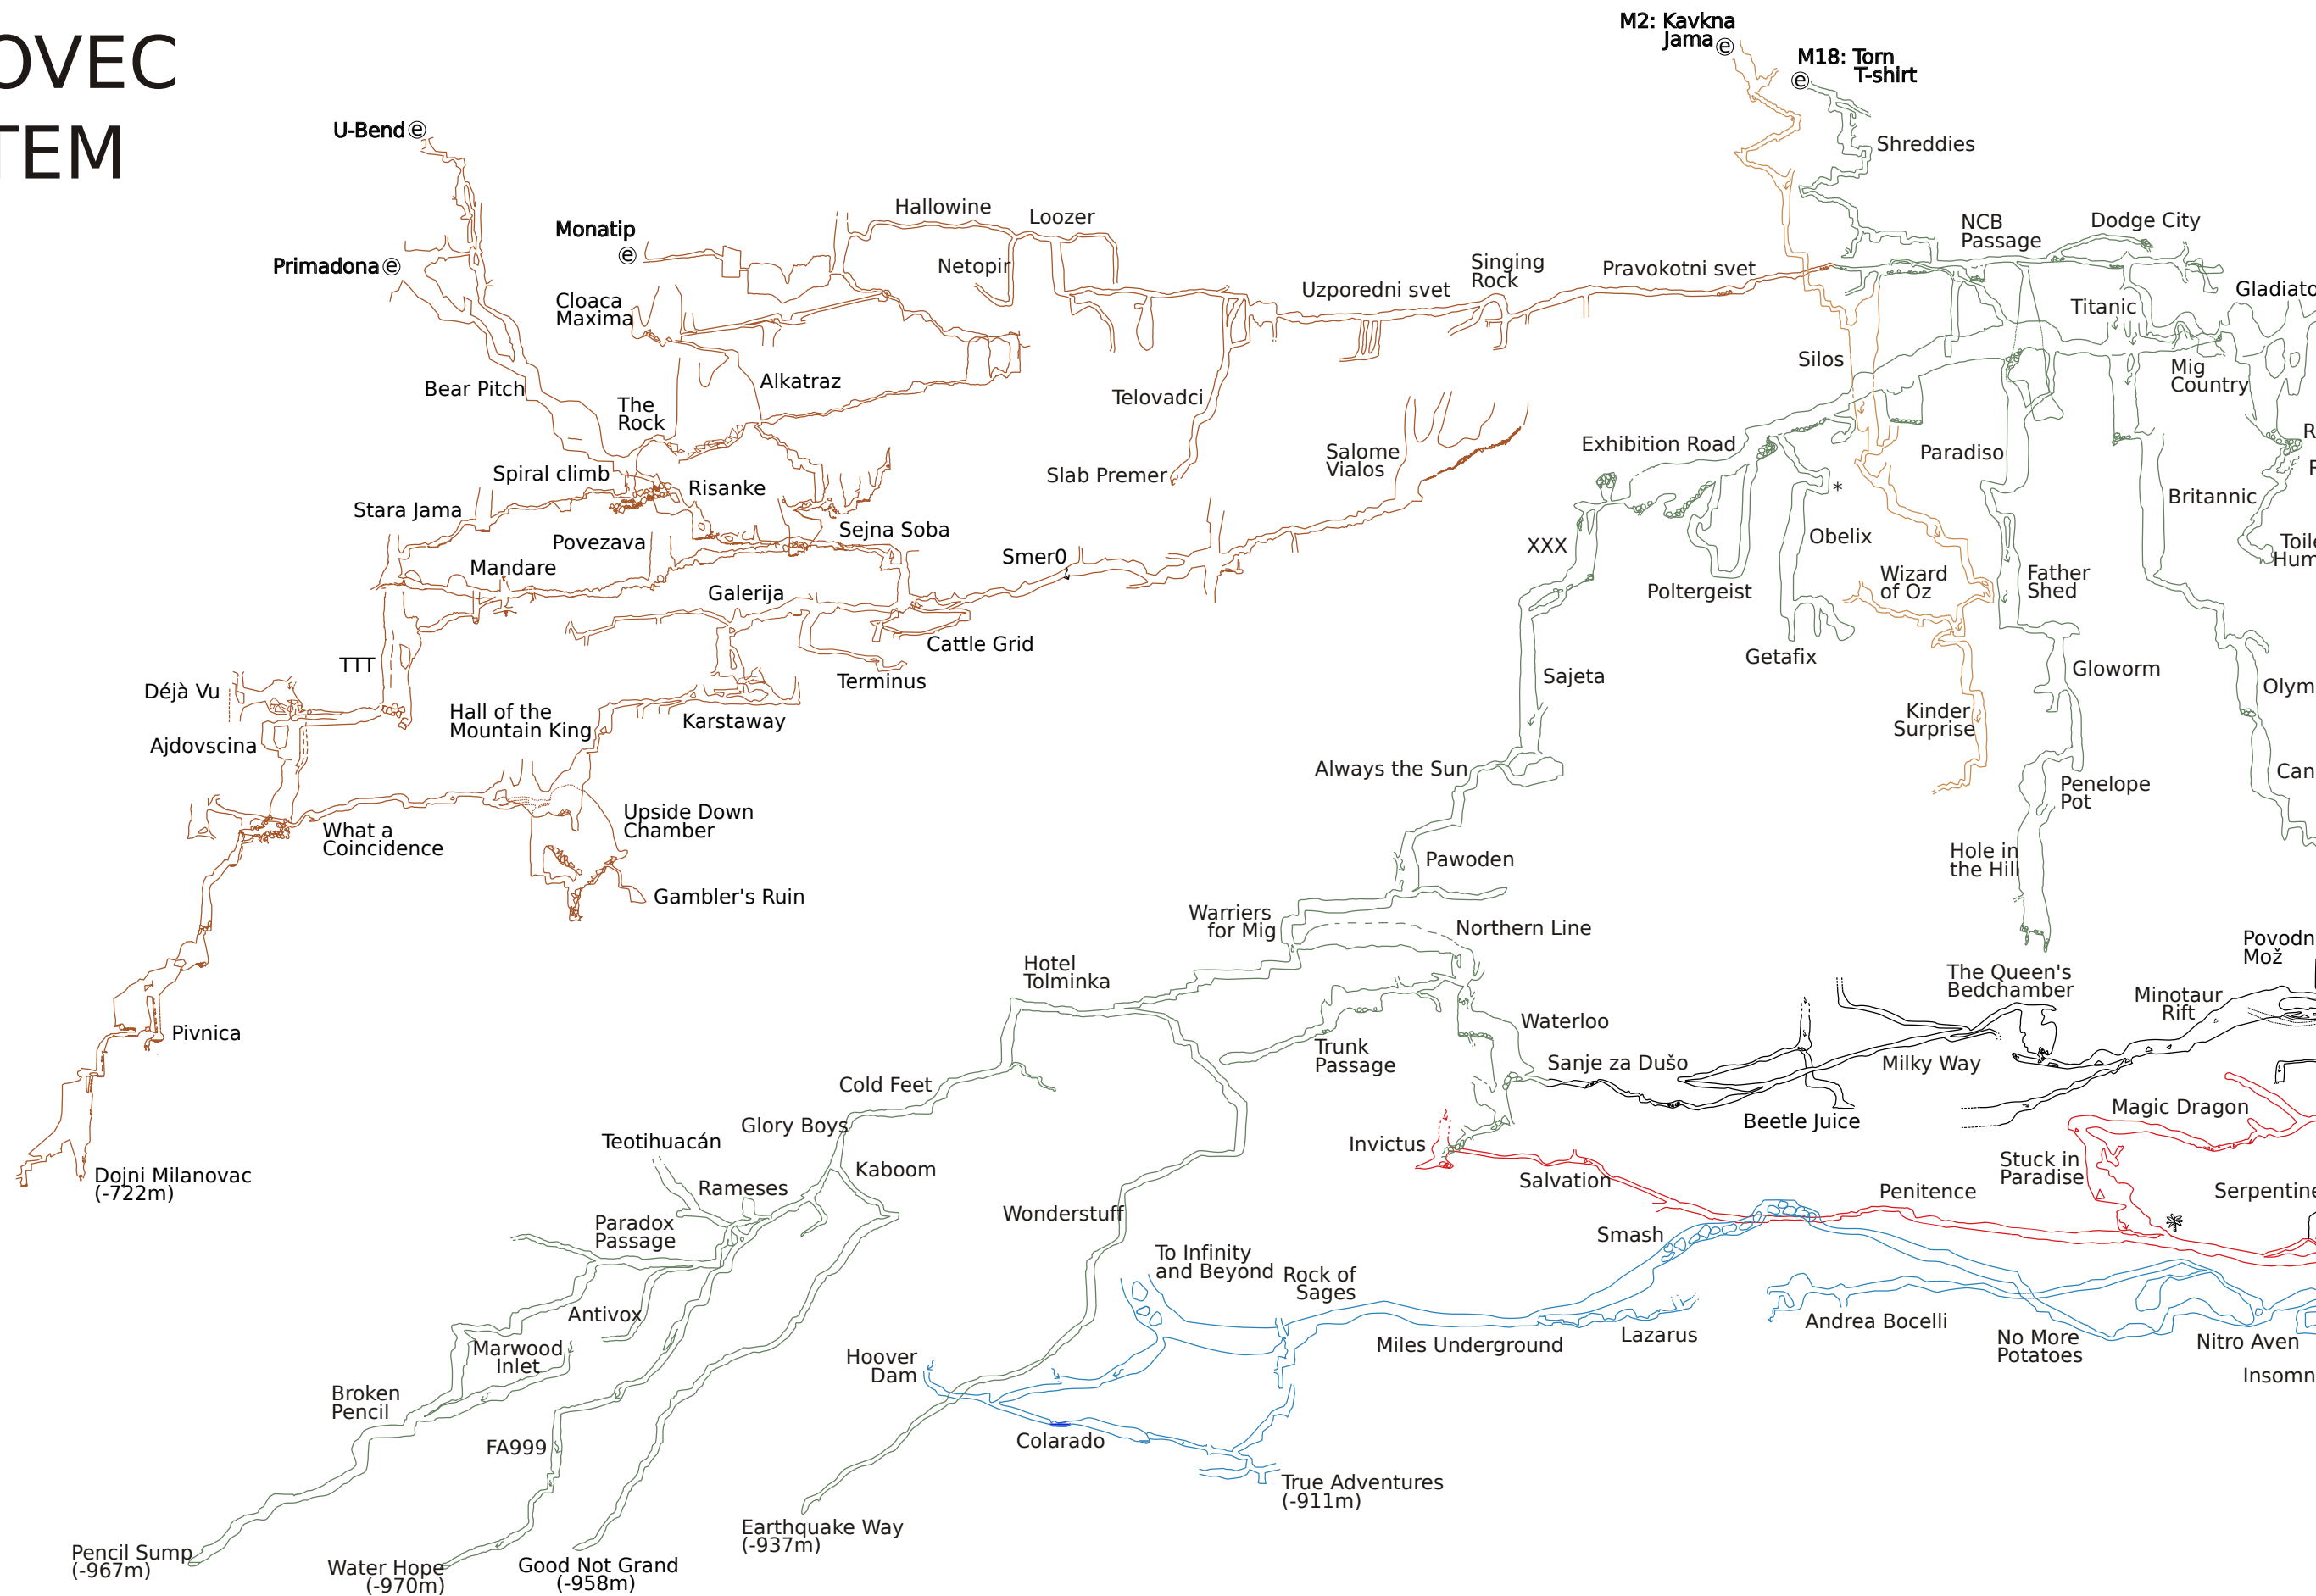 OVEC
TEM
M2: Kavkna
Jama
e
M18: Torn
T-shirt
e
U-Bend
e
Shreddies
Primadona
e
Monatip
e
Hallowine
Loozer
Netopir
NCB
Passage
Dodge City
Singing
Rock
Pravokotni svet
Uzporedni svet
Cloaca
Maxima
Titanic
Gladiato
Silos
Mig
Country
Bear Pitch
Alkatraz
The
Rock
Telovadci
Slab Premer
Salome
Vialos
Exhibition Road
Paradiso
R
Spiral climb
Risanke
Stara Jama
*
Britannic
Povezava
Sejna Soba
Smer0
XXX
Obelix
Toile
Hum
Mandare
Galerija
Poltergeist
Wizard
of Oz
Father
Shed
Cattle Grid
Terminus
TTT
Getafix
Gloworm
Sajeta
Olym
Déjà Vu
Ajdovscina
Hall of the
Mountain King
Karstaway
Kinder
Surprise
Always the Sun
Can
Penelope
Pot
What a
Coincidence
Upside Down
Chamber
Gambler's Ruin
Pawoden
Hole in
the Hill
Warriers
for Mig
Northern Line
Povodn
Mož
Hotel
Tolminka
The Queen's
Bedchamber
Minotaur
Rift
Pivnica
Waterloo
Trunk
Passage
Sanje za Dušo
Milky Way
Cold Feet
Beetle Juice
Magic Dragon
Glory Boys
Teotihuacán
Invictus
Kaboom
Salvation
Stuck in
Paradise
Dojni Milanovac
(-722m)
Rameses
Penitence
Serpentine
Paradox
Passage
Wonderstuff
Smash
To Infinity
and Beyond
Rock of
Sages
Antivox
Andrea Bocelli
Miles Underground
Lazarus
No More
Potatoes
Nitro Aven
Marwood
Inlet
Hoover
Dam
Insomn
Broken
Pencil
FA999
Colarado
True Adventures
(-911m)
Earthquake Way
(-937m)
Pencil Sump
(-967m)
Water Hope
(-970m)
Good Not Grand
(-958m)